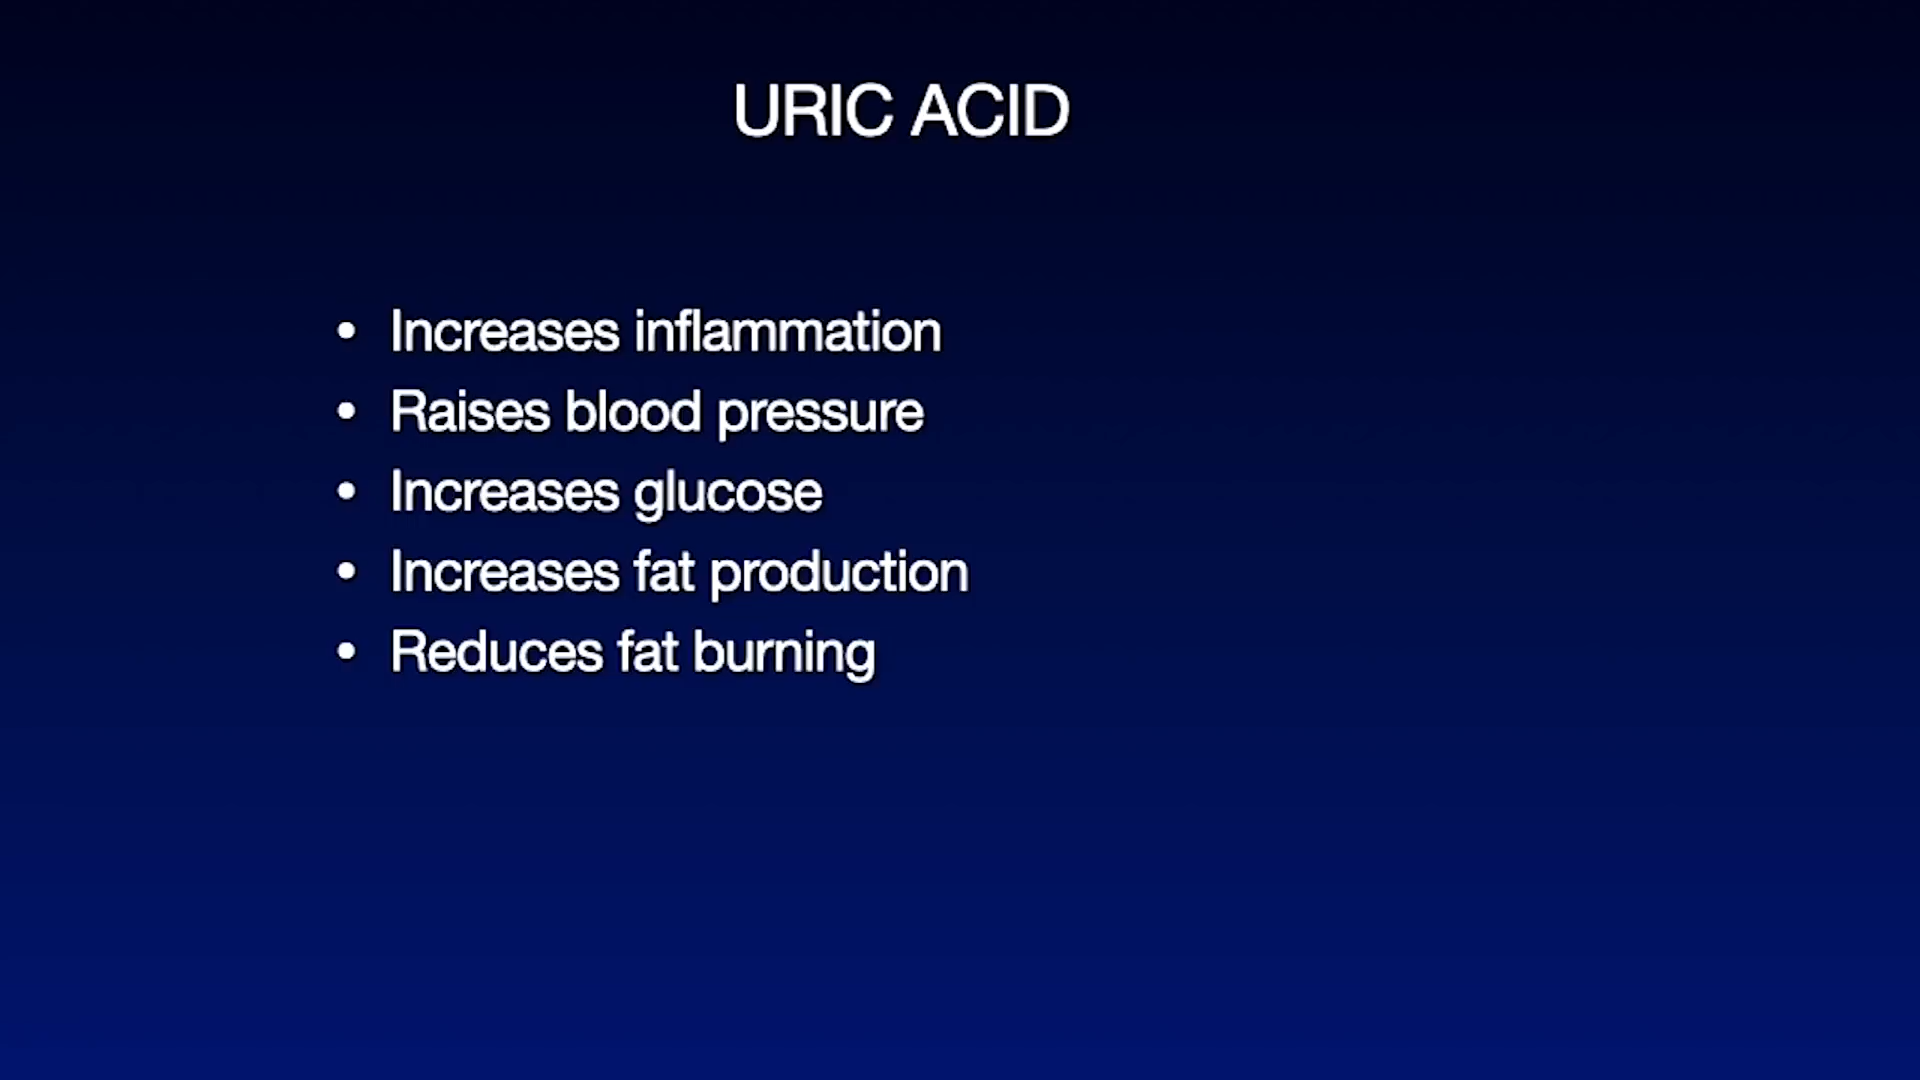 URIC ACID
• Increases inflammation
• Raises blood pressure
• Increases glucose
• Increases fat production
• Reduces fat burning